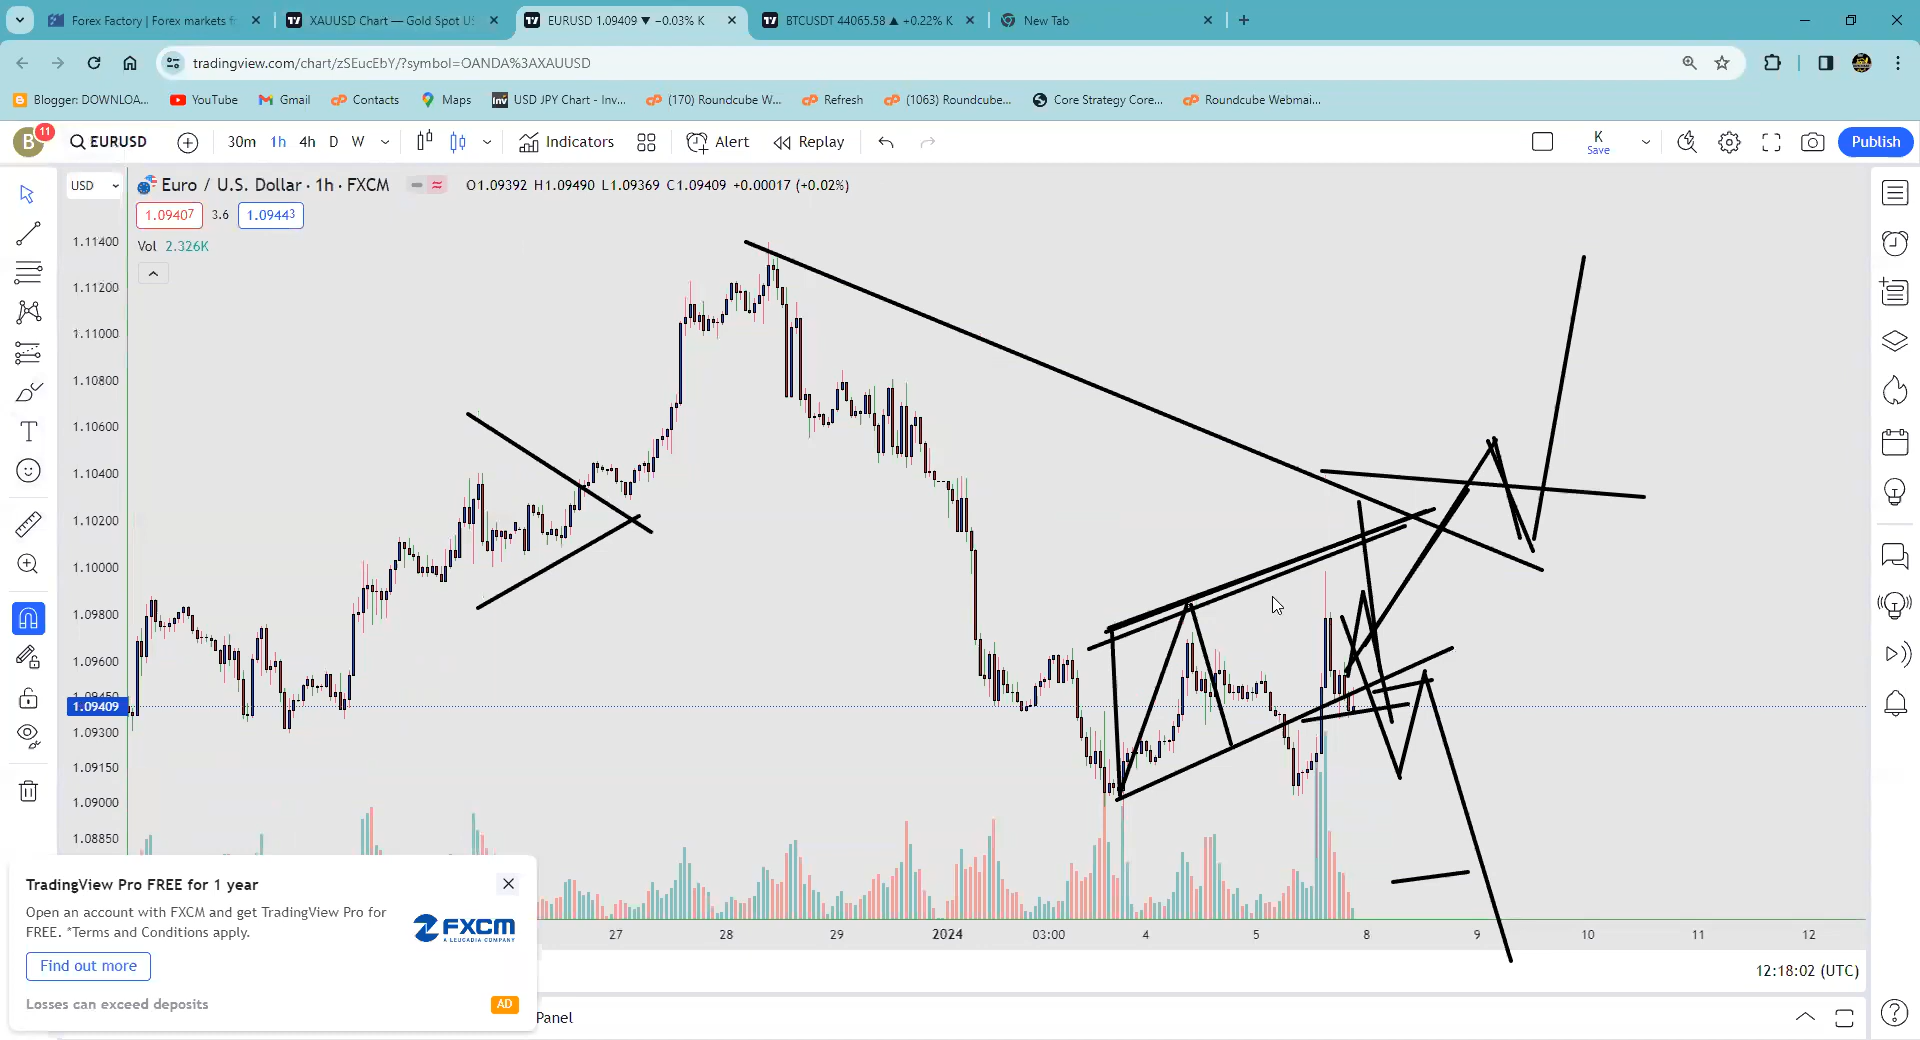 Forex Factory | Forex markets f
XAUUSD Chart — Gold Spot US
EURUSD 1.09409 ▼ −0.03% K
BTCUSDT 44065.58 ▲ +0.22% K
New Tab
tradingview.com/chart/zSEucEbY/?symbol=OANDA%3AXAUUSD
Blogger: DOWNLOA...
YouTube
Gmail
Contacts
Maps
Inv USD JPY Chart - Inv...
(170) Roundcube W...
Refresh
(1063) Roundcube...
Core Strategy Core...
Roundcube Webmai...
B 11
EURUSD
30m 1h 4h D W
Indicators
Alert
Replay
K
Save
Publish
USD
Euro / U.S. Dollar · 1h · FXCM
O1.09392 H1.09490 L1.09369 C1.09409 +0.00017 (+0.02%)
1.09407 3.6 1.09443
Vol 2.326K
1.11400
1.11200
1.11000
1.10800
1.10600
1.10400
1.10200
1.10000
1.09800
1.09600
1.09450
1.09409
1.09300
1.09150
1.09000
1.08850
27 28 29 2024 03:00 4 5 8 9 10 11 12
TradingView Pro FREE for 1 year
Open an account with FXCM and get TradingView Pro for
FREE. *Terms and Conditions apply.
FXCM
A LEUCADIA COMPANY
Find out more
Losses can exceed deposits
AD
12:18:02 (UTC)
Panel